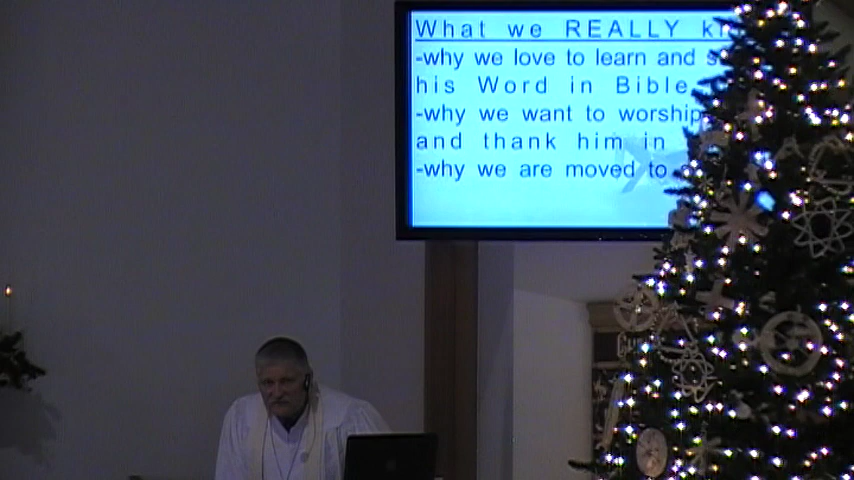 What we REALLY
-why we love to learn and
his Word in Bible
-why we want to worship
and thank him in
-why we are moved to